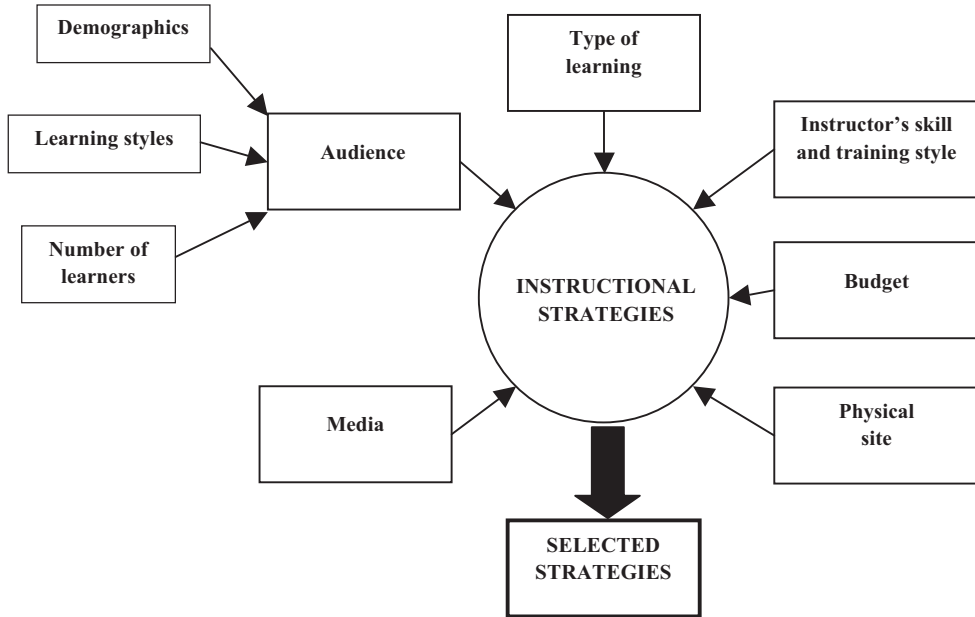 Demographics
Learning styles
Number of
learners
Audience
Type of
learning
Instructor’s skill
and training style
Budget
Physical
site
Media
INSTRUCTIONAL
STRATEGIES
SELECTED
STRATEGIES